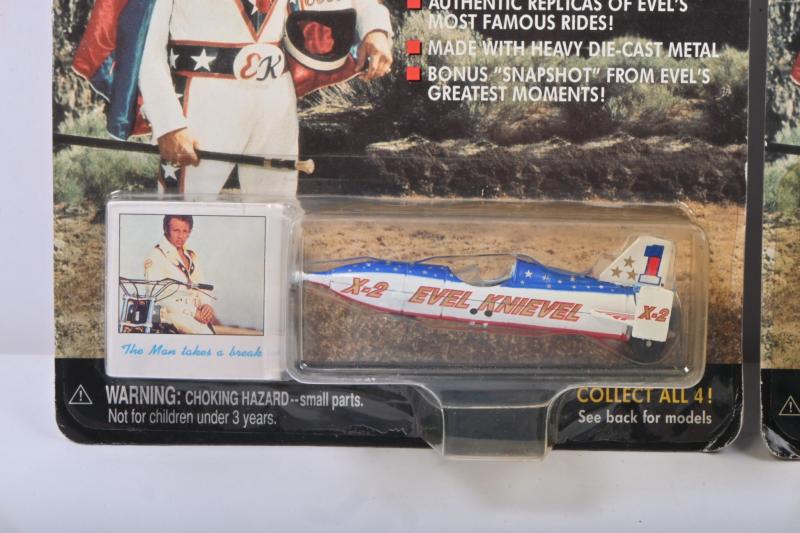 AUTHENTIC REPLICAS OF EVEL'S
MOST FAMOUS RIDES!
MADE WITH HEAVY DIE-CAST METAL
BONUS "SNAPSHOT" FROM EVEL'S
GREATEST MOMENTS!
EK
1
X-2 EVEL KNIEVEL X-2
The Man takes a break
WARNING: CHOKING HAZARD--small parts.
Not for children under 3 years.
COLLECT ALL 4!
See back for models